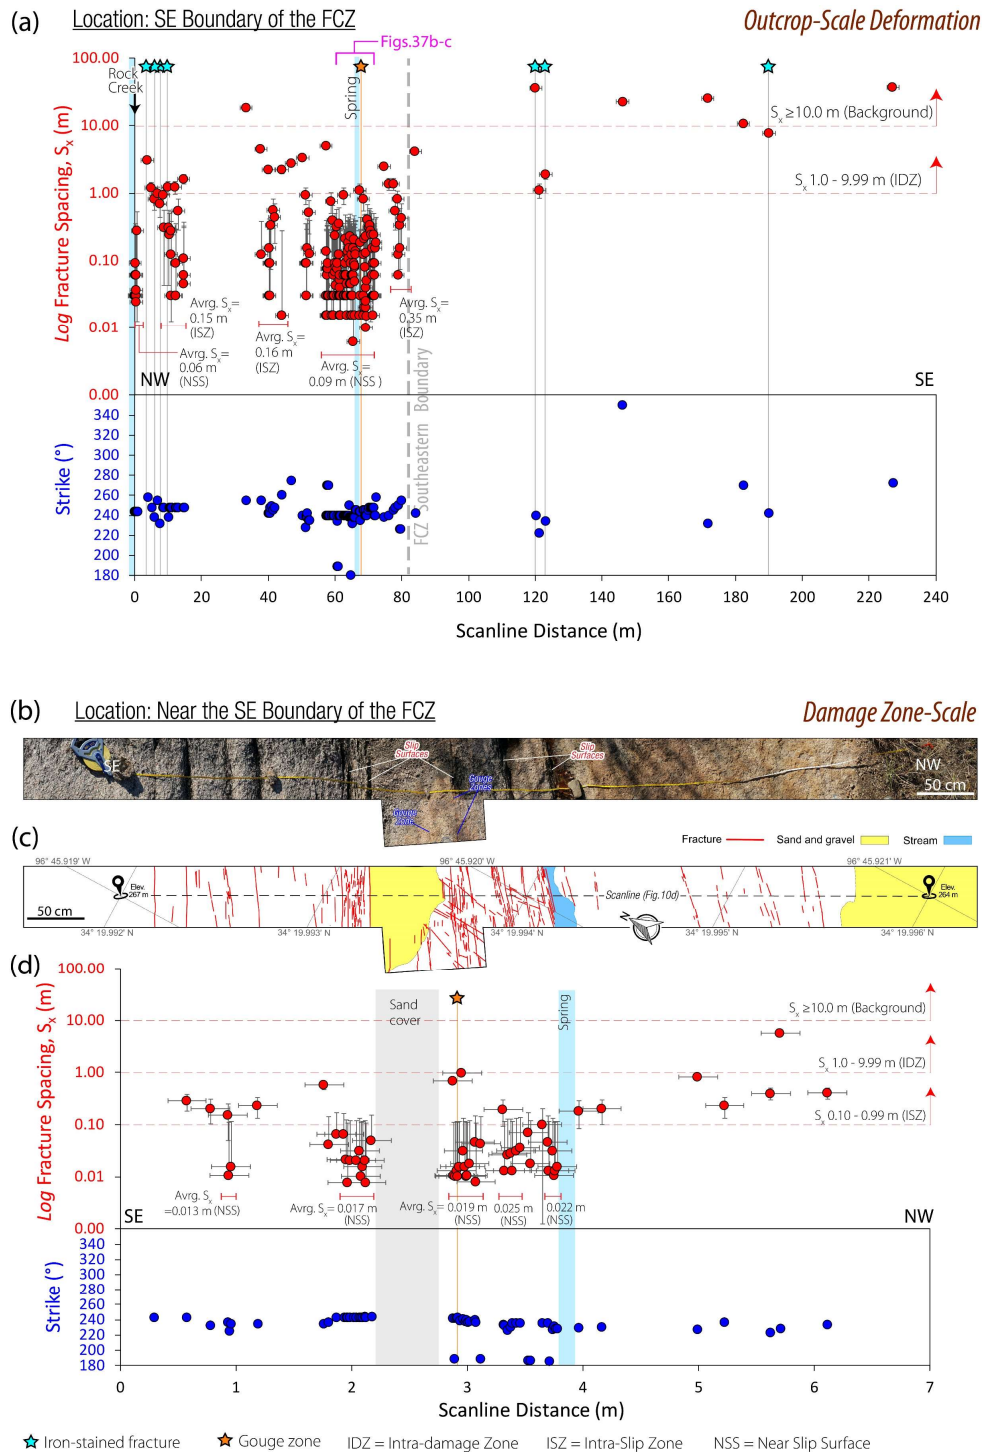 (a) Location: SE Boundary of the FCZ
Outcrop-Scale Deformation
Figs.37b-c
100.00
10.00
1.00
0.10
0.01
0.00
Log Fracture Spacing, Sx (m)
Rock
Creek
Spring
Sx ≥10.0 m (Background)
Sx 1.0 - 9.99 m (IDZ)
Avrg. Sx=
0.15 m
(ISZ)
Avrg. Sx=
0.06 m
(NSS)
Avrg. Sx=
0.16 m
(ISZ)
Avrg. Sx=
0.09 m (NSS)
Avrg. Sx=
0.35 m
(ISZ)
NW
SE
FCZ Southeastern Boundary
340
320
300
280
260
240
220
200
180
Strike (°)
0 20 40 60 80 100 120 140 160 180 200 220 240
Scanline Distance (m)
(b) Location: Near the SE Boundary of the FCZ
Damage Zone-Scale
SE
Slip
Surfaces
Slip
Surfaces
Gouge
Zones
Gouge
Zone
NW
50 cm
(c)
Fracture Sand and gravel Stream
96° 45.919' W
96° 45.920' W
96° 45.921' W
Elev.
267 m
Scanline (Fig.10d)
Elev.
264 m
50 cm
N
34° 19.992' N
34° 19.993' N
34° 19.994' N
34° 19.995' N
34° 19.996' N
(d)
100.00
10.00
1.00
0.10
0.01
0.00
Log Fracture Spacing, Sx (m)
Sand
cover
Spring
Sx ≥10.0 m (Background)
Sx 1.0 - 9.99 m (IDZ)
Sx 0.10 - 0.99 m (ISZ)
Avrg. Sx
=0.013 m (NSS)
Avrg. Sx= 0.017 m
(NSS)
Avrg. Sx= 0.019 m
(NSS)
0.025 m
(NSS)
0.022 m
(NSS)
SE
NW
340
320
300
280
260
240
220
200
180
Strike (°)
0 1 2 3 4 5 6 7
Scanline Distance (m)
Iron-stained fracture Gouge zone IDZ = Intra-damage Zone ISZ = Intra-Slip Zone NSS = Near Slip Surface